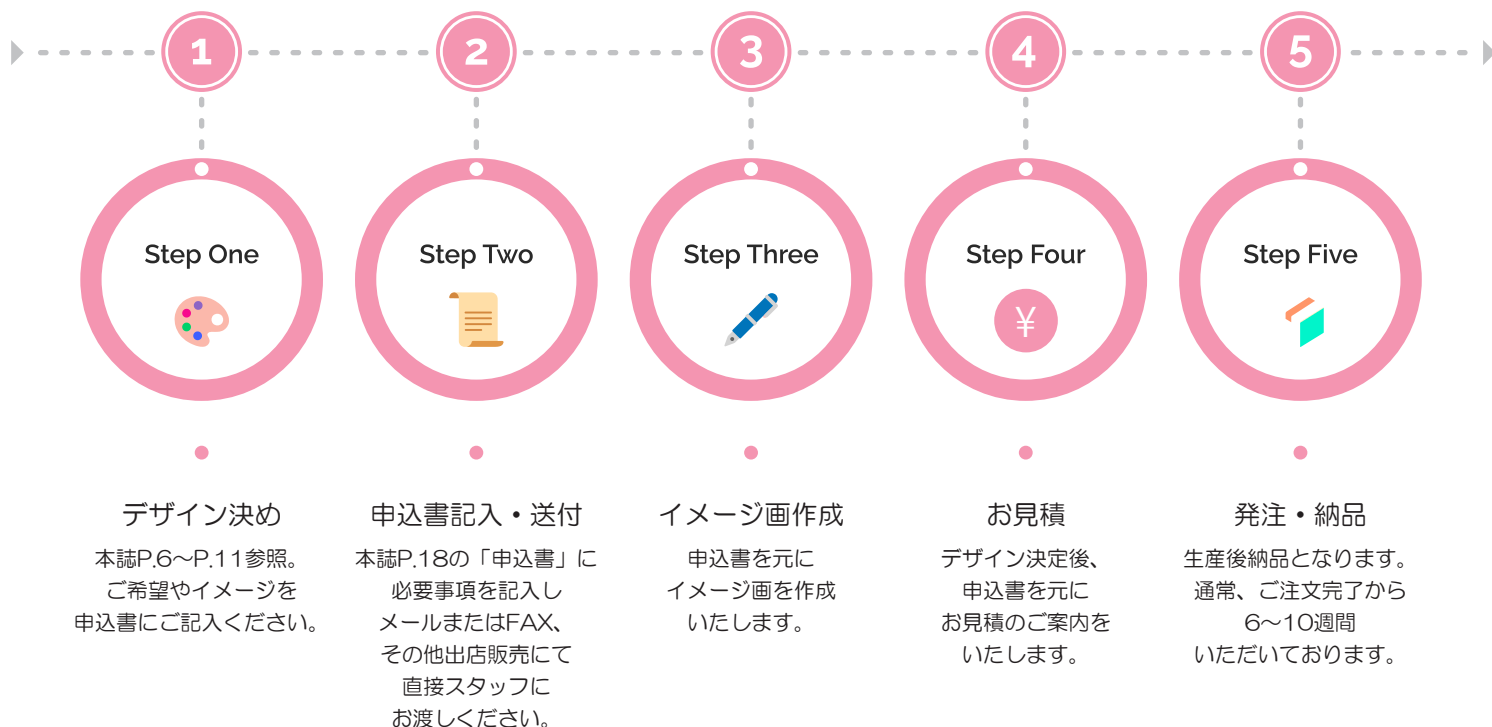 1
2
3
4
5
Step One
Step Two
Step Three
Step Four
¥
Step Five
デザイン決め
本誌P.6〜P.11参照。
ご希望やイメージを
申込書にご記入ください。
申込書記入・送付
本誌P.18の「申込書」に
必要事項を記入し
メールまたはFAX、
その他出店販売にて
直接スタッフに
お渡しください。
イメージ画作成
申込書を元に
イメージ画を作成
いたします。
お見積
デザイン決定後、
申込書を元に
お見積のご案内を
いたします。
発注・納品
生産後納品となります。
通常、ご注文完了から
6〜10週間
いただいております。